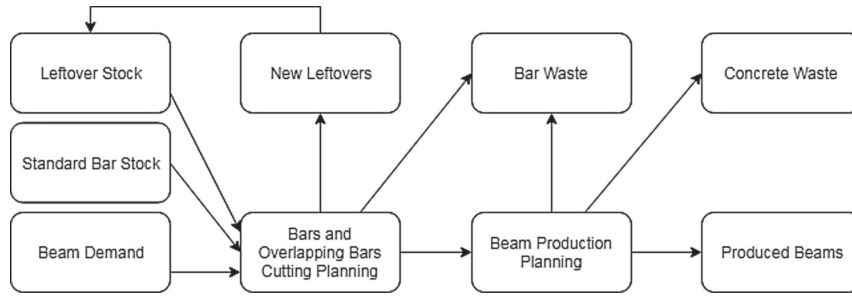 Leftover Stock
New Leftovers
Bar Waste
Concrete Waste
Standard Bar Stock
Beam Demand
Bars and
Overlapping Bars
Cutting Planning
Beam Production
Planning
Produced Beams